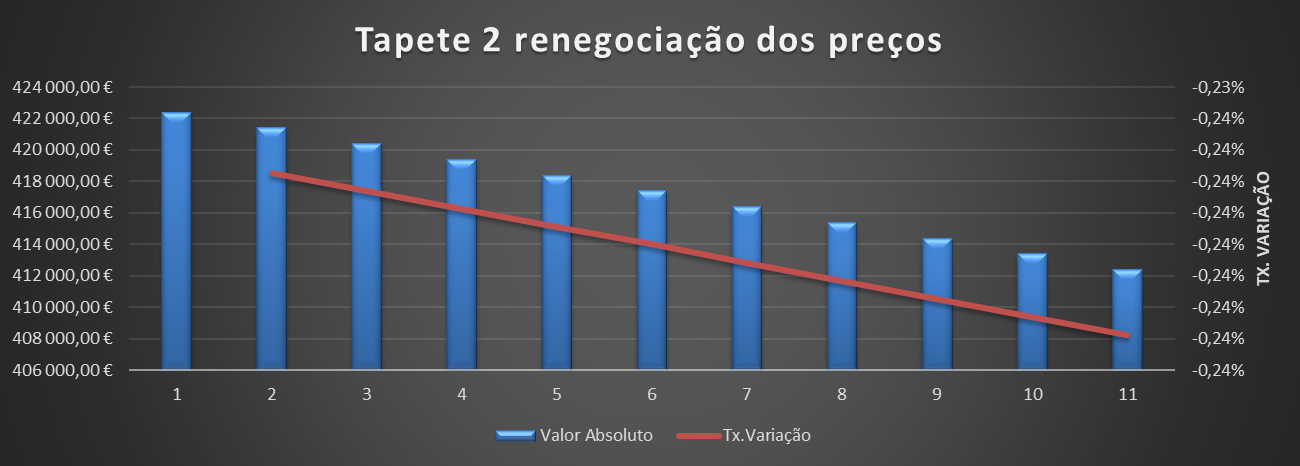 Tapete 2 renegociação dos preços
424 000,00 €
422 000,00 €
420 000,00 €
418 000,00 €
416 000,00 €
414 000,00 €
412 000,00 €
410 000,00 €
408 000,00 €
406 000,00 €
-0,23%
-0,24%
-0,24%
-0,24%
-0,24%
-0,24%
-0,24%
-0,24%
-0,24%
-0,24%
TX. VARIAÇÃO
1 2 3 4 5 6 7 8 9 10 11
Valor Absoluto Tx.Variação